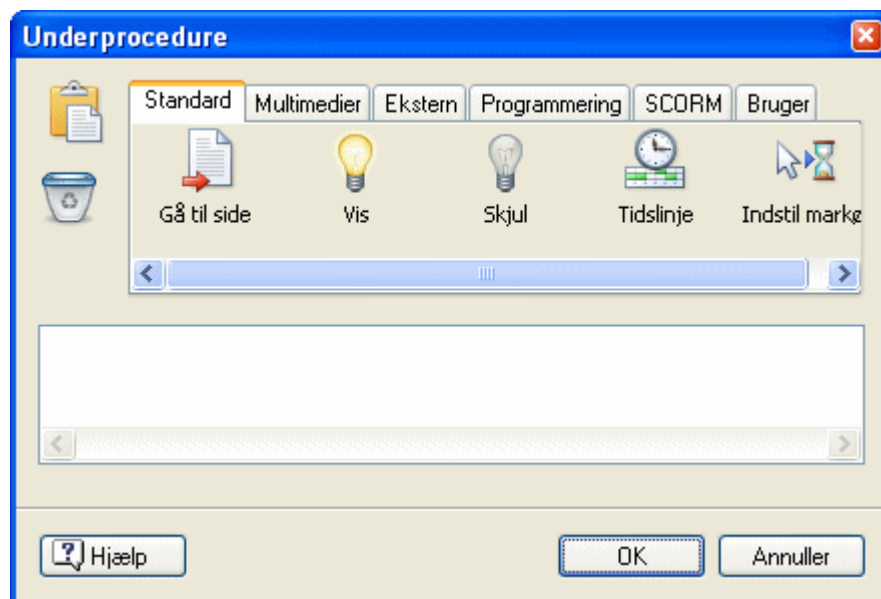 Underprocedure
Standard Multimedier Ekstern Programmering SCORM Bruger
Gå til side Vis Skjul Tidslinje Indstil markø
Hjælp OK Annuller